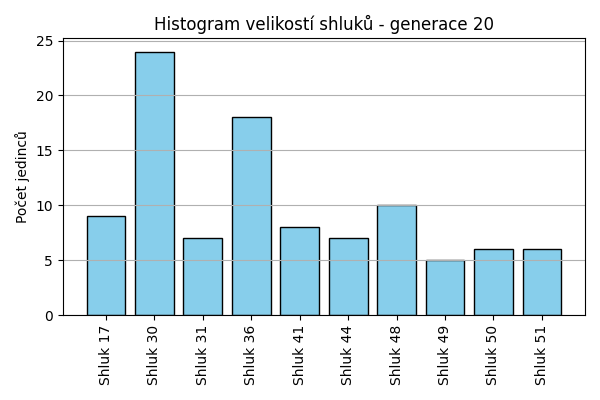 Histogram velikostí shluků - generace 20
Počet jedinců
25
20
15
10
5
0
Shluk 17
Shluk 30
Shluk 31
Shluk 36
Shluk 41
Shluk 44
Shluk 48
Shluk 49
Shluk 50
Shluk 51